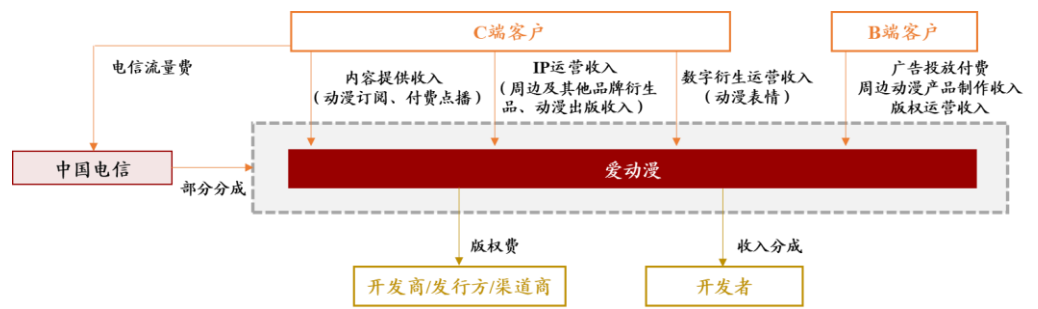 C端客户
B端客户
电信流量费
内容提供收入
（动漫订阅、付费点播）
IP运营收入
（周边及其他品牌衍生
品、动漫出版收入）
数字衍生运营收入
（动漫表情）
广告投放付费
周边动漫产品制作收入
版权运营收入
中国电信
部分分成
爱动漫
版权费
收入分成
开发商/发行方/渠道商
开发者